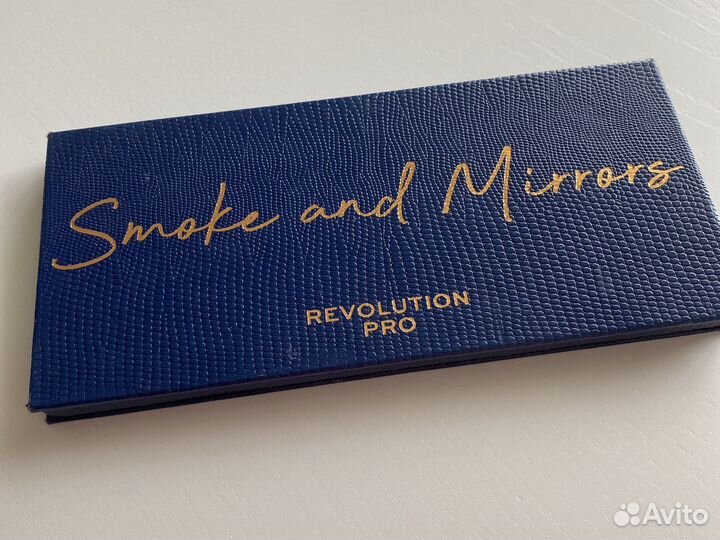 Smoke and Mirrors
REVOLUTION
PRO
Avito